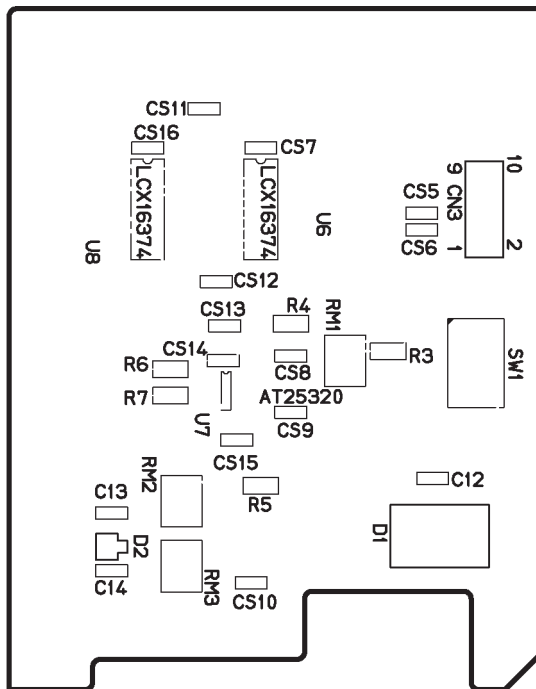 CS11
CS16
CS7
LCX16374
LCX16374
U8
U6
10
9
CN3
1
2
CS5
CS6
CS12
CS13
R4
RM1
R3
SW1
CS14
CS8
R6
R7
AT25320
U7
CS9
CS15
RM2
R5
C12
C13
D2
D1
C14
RM3
CS10